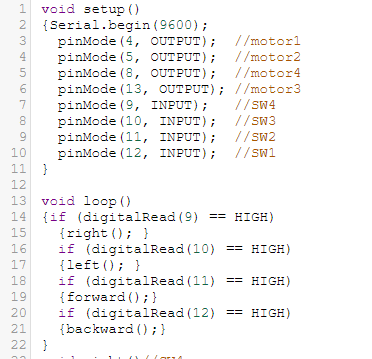 1 void setup()
2 {Serial.begin(9600);
3 pinMode(4, OUTPUT); //motor1
4 pinMode(5, OUTPUT); //motor2
5 pinMode(8, OUTPUT); //motor4
6 pinMode(13, OUTPUT); //motor3
7 pinMode(9, INPUT); //SW4
8 pinMode(10, INPUT); //SW3
9 pinMode(11, INPUT); //SW2
10 pinMode(12, INPUT); //SW1
11 }
12
13 void loop()
14 {if (digitalRead(9) == HIGH)
15 {right(); }
16 if (digitalRead(10) == HIGH)
17 {left(); }
18 if (digitalRead(11) == HIGH)
19 {forward();}
20 if (digitalRead(12) == HIGH)
21 {backward();}
22 }